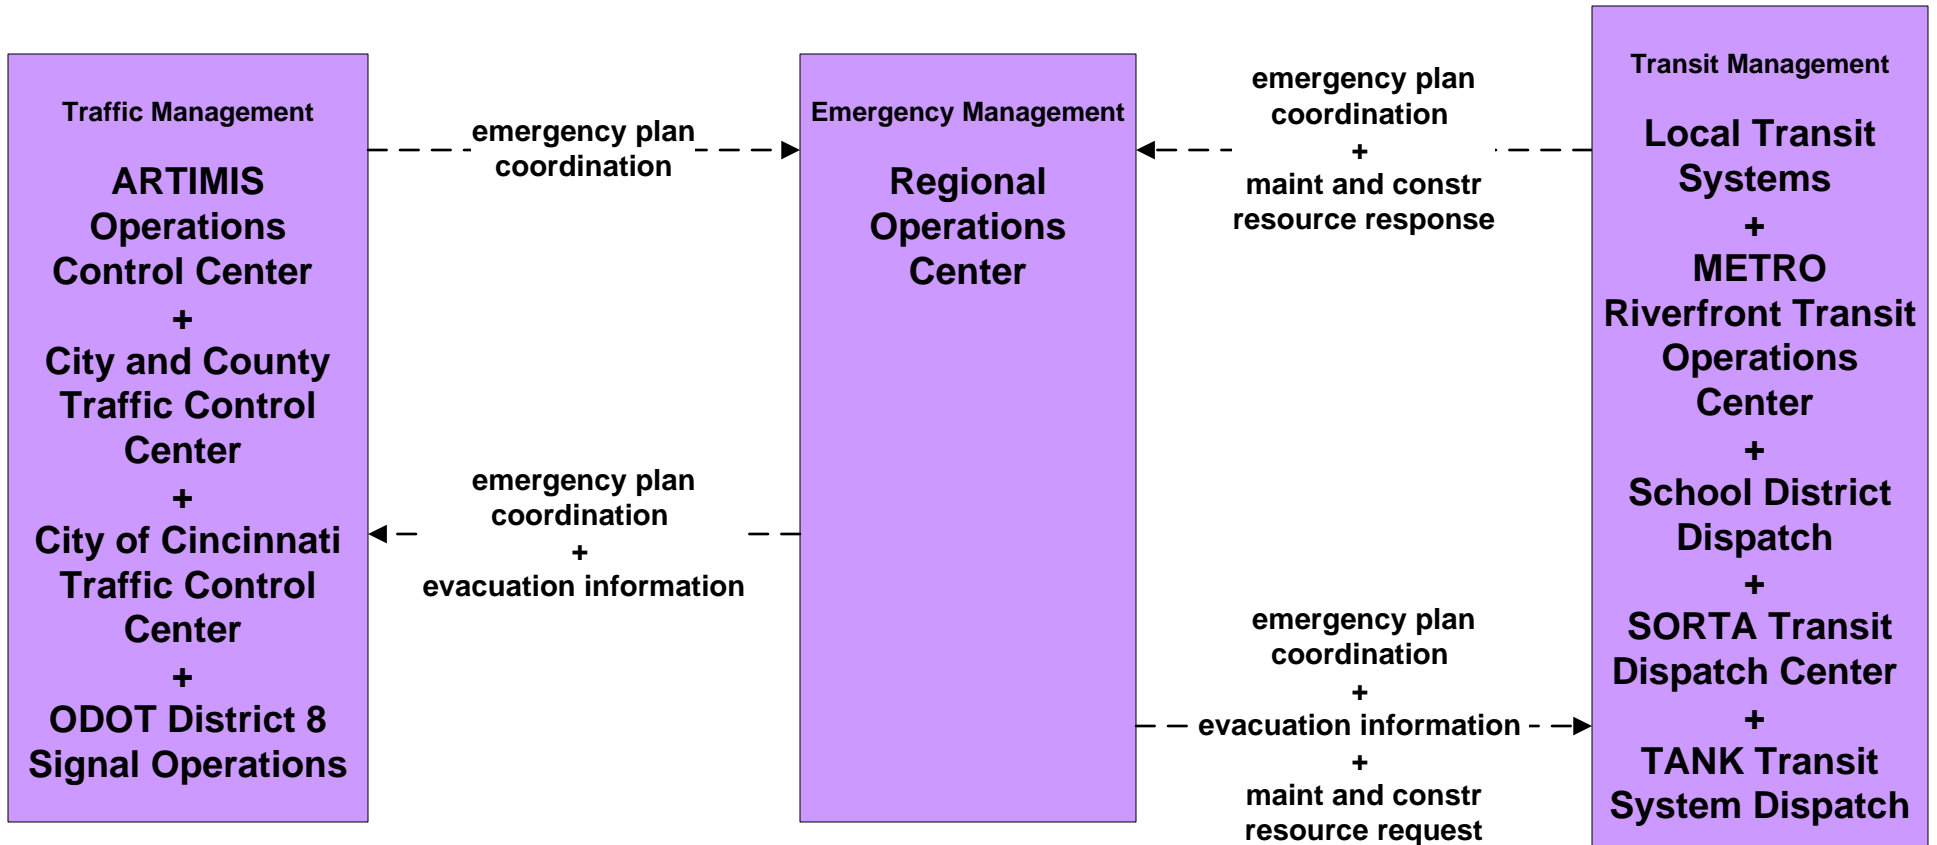 Traffic Management
ARTIMIS
Operations
Control Center
+
City and County
Traffic Control
Center
+
City of Cincinnati
Traffic Control
Center
+
ODOT District 8
Signal Operations
emergency plan
coordination
emergency plan
coordination
+
evacuation information
Emergency Management
Regional
Operations
Center
emergency plan
coordination
+
maint and constr
resource response
emergency plan
coordination
+
evacuation information
+
maint and constr
resource request
Transit Management
Local Transit
Systems
+
METRO
Riverfront Transit
Operations
Center
+
School District
Dispatch
+
SORTA Transit
Dispatch Center
+
TANK Transit
System Dispatch